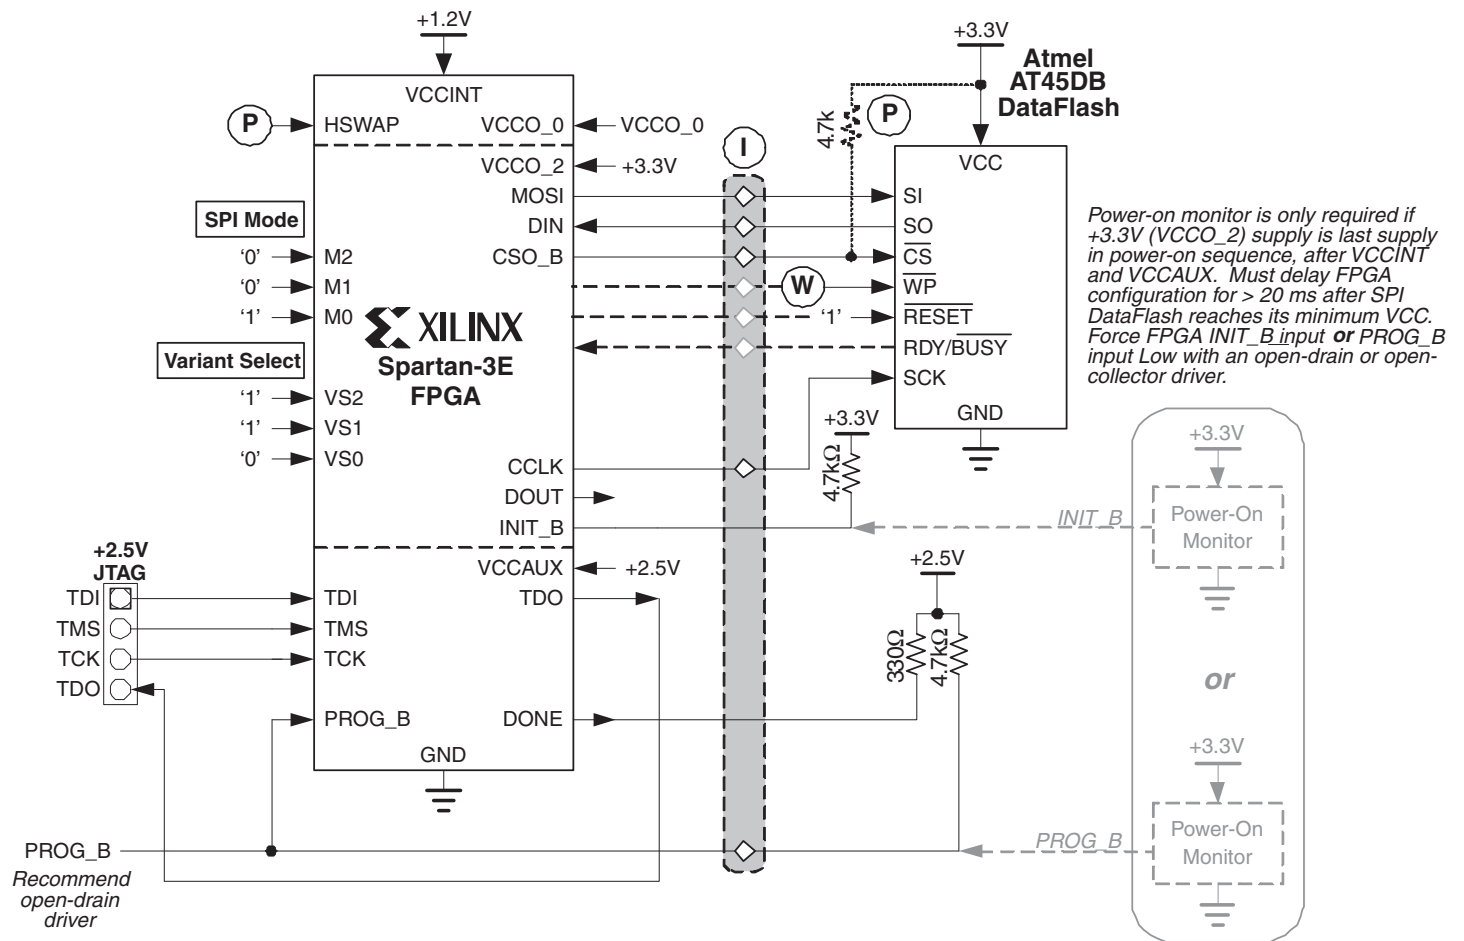 +1.2V
+3.3V
Atmel
AT45DB
DataFlash
VCCINT
P
HSWAP
VCCO_0
VCCO_0
I
4.7k
P
VCC
VCCO_2
+3.3V
MOSI
SI
SPI Mode
DIN
SO
'0'
M2
CSO_B
CS
'0'
M1
W
WP
'1'
M0
'1'
RESET
XILINX
Spartan-3E
FPGA
RDY/BUSY
Variant Select
SCK
'1'
VS2
'1'
VS1
'0'
VS0
GND
+3.3V
4.7kΩ
CCLK
DOUT
INIT_B
Power-on monitor is only required if
+3.3V (VCCO_2) supply is last supply
in power-on sequence, after VCCINT
and VCCAUX. Must delay FPGA
configuration for > 20 ms after SPI
DataFlash reaches its minimum VCC.
Force FPGA INIT_B input or PROG_B
input Low with an open-drain or open-
collector driver.
+3.3V
INIT_B
Power-On
Monitor
+2.5V
JTAG
VCCAUX
+2.5V
+2.5V
TDI
TDI
TDO
TMS
TMS
TCK
TCK
TDO
330Ω
4.7kΩ
or
PROG_B
DONE
GND
+3.3V
PROG_B
Power-On
Monitor
PROG_B
Recommend
open-drain
driver